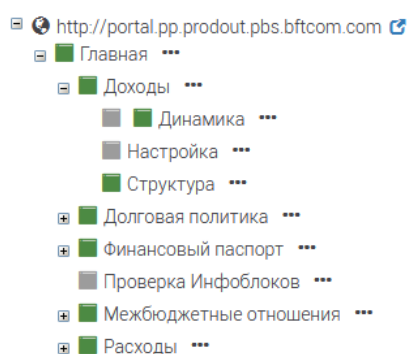 http://portal.pp.prodout.pbs.bftcom.com
Главная •••
Доходы •••
Динамика •••
Настройка •••
Структура •••
Долговая политика •••
Финансовый паспорт •••
Проверка Инфоблоков •••
Межбюджетные отношения •••
Расходы •••